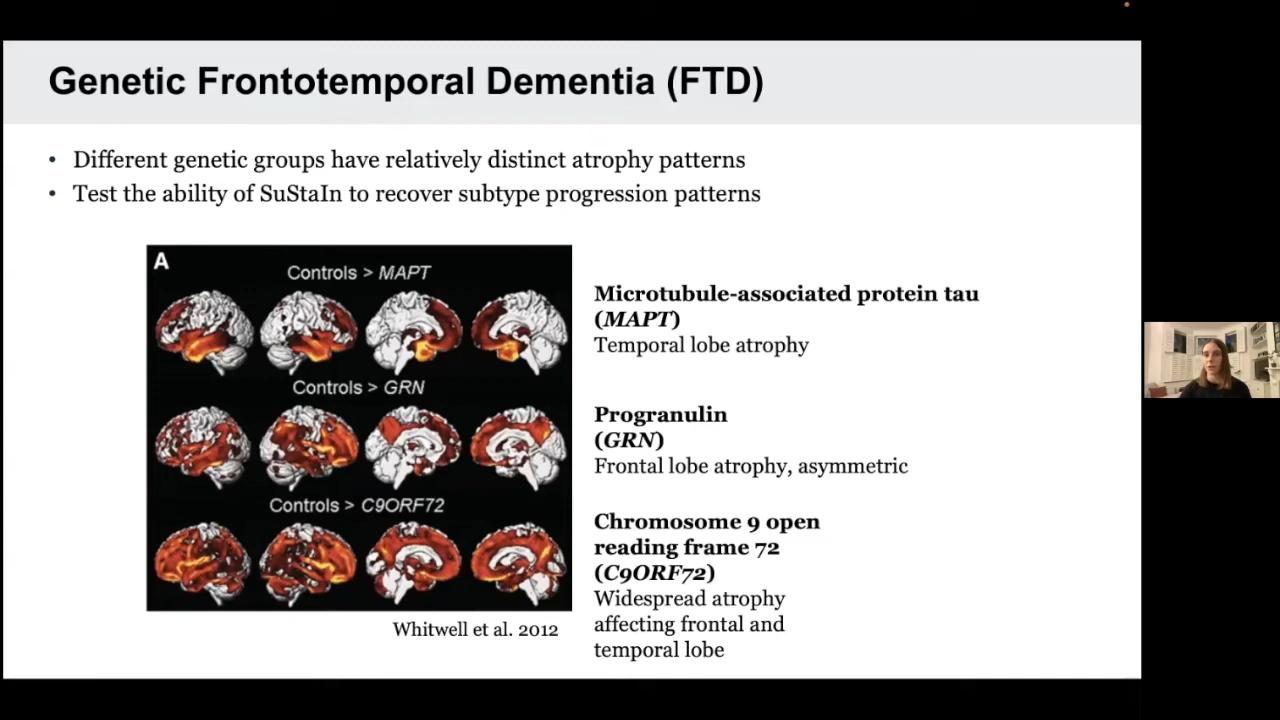 Genetic Frontotemporal Dementia (FTD)
• Different genetic groups have relatively distinct atrophy patterns
• Test the ability of SuStaIn to recover subtype progression patterns
A
Controls > MAPT
Controls > GRN
Controls > C9ORF72
Whitwell et al. 2012
Microtubule-associated protein tau
(MAPT)
Temporal lobe atrophy
Progranulin
(GRN)
Frontal lobe atrophy, asymmetric
Chromosome 9 open
reading frame 72
(C9ORF72)
Widespread atrophy
affecting frontal and
temporal lobe